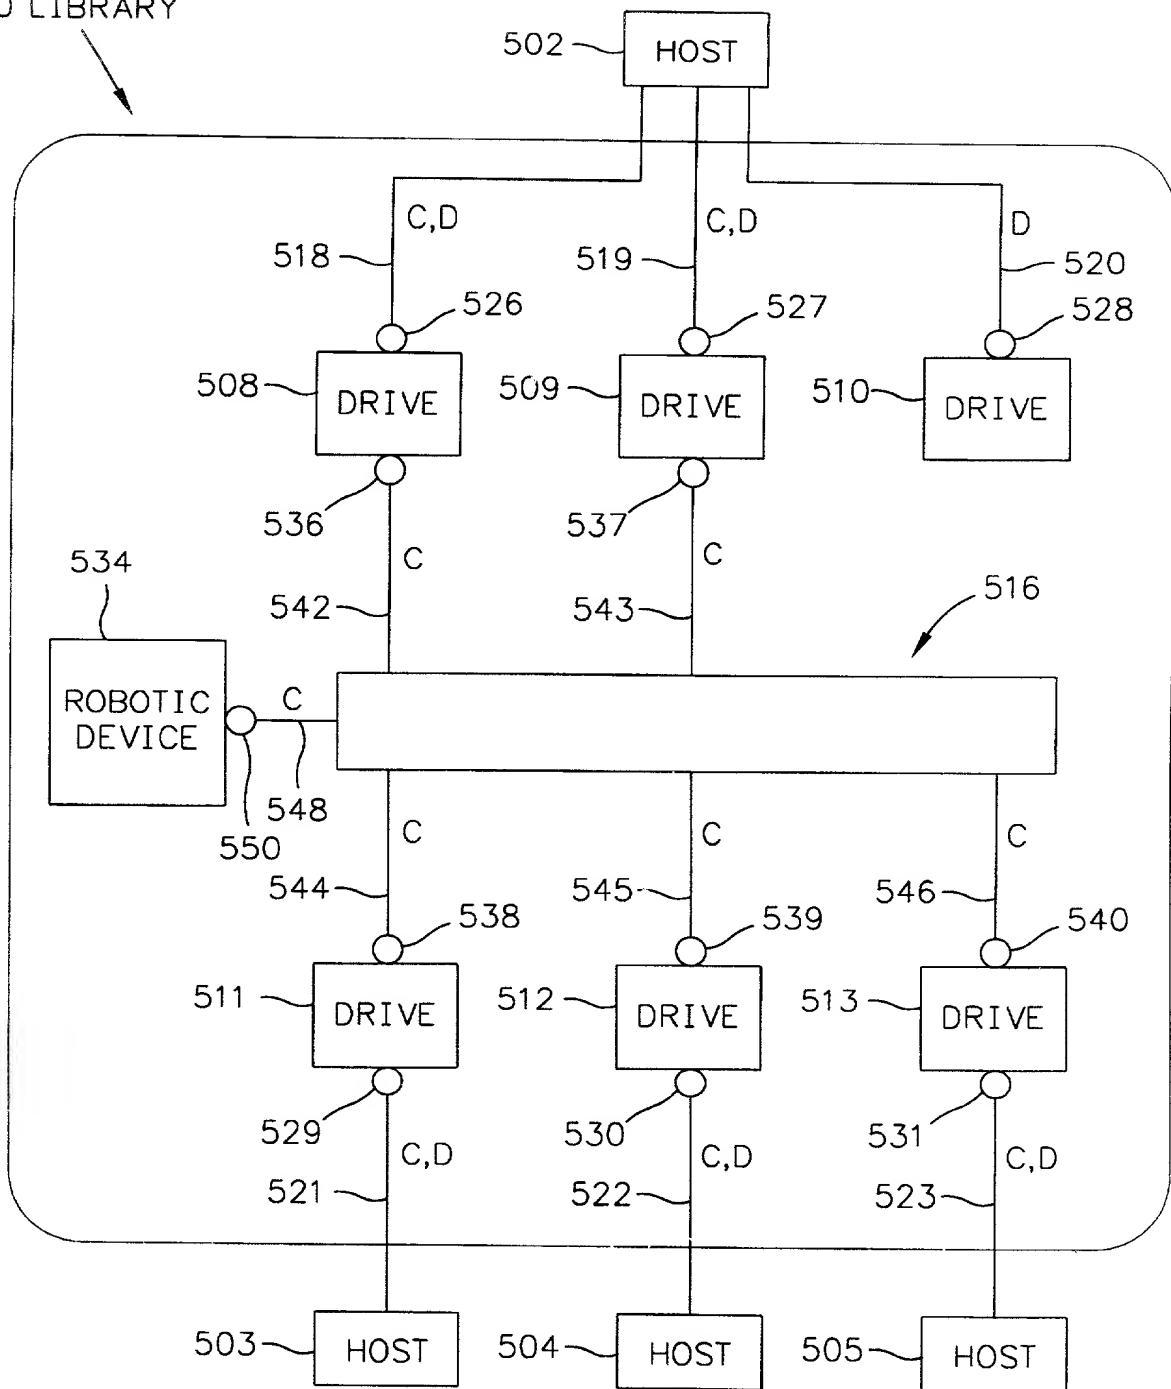 LIBRARY
502 HOST
C,D C,D D
518 519 520
526 527 528
508 DRIVE 509 DRIVE 510 DRIVE
536 537
534 C C
542 543 516
ROBOTIC
DEVICE
C
548
550
C C C
544 545 546
538 539 540
511 DRIVE 512 DRIVE 513 DRIVE
529 530 531
C,D C,D C,D
521 522 523
503 HOST 504 HOST 505 HOST